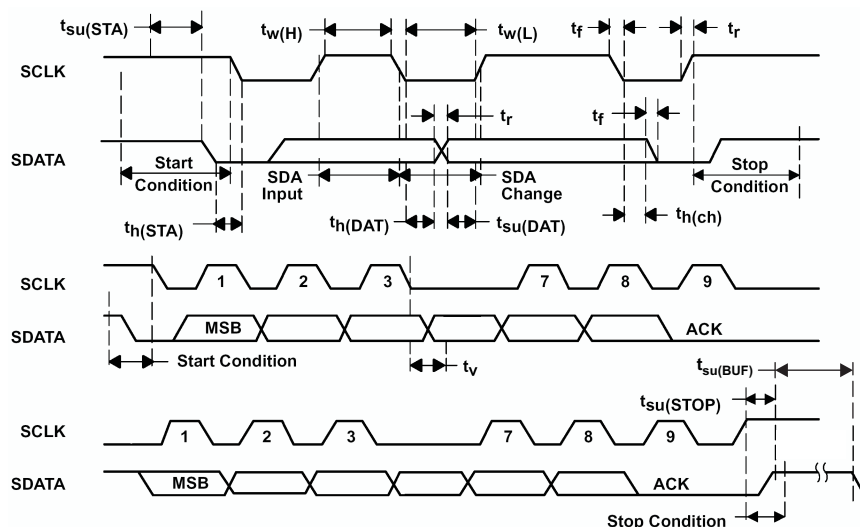 tsu(STA) tw(H) tw(L) tf tr
SCLK
tr tf
SDATA
Start Condition SDA Input SDA Change Stop Condition
th(STA) th(DAT) tsu(DAT) th(ch)
SCLK 1 2 3 7 8 9
SDATA MSB ACK
Start Condition tv
tsu(BUF)
tsu(STOP)
SCLK 1 2 3 7 8 9
SDATA MSB ACK
Stop Condition